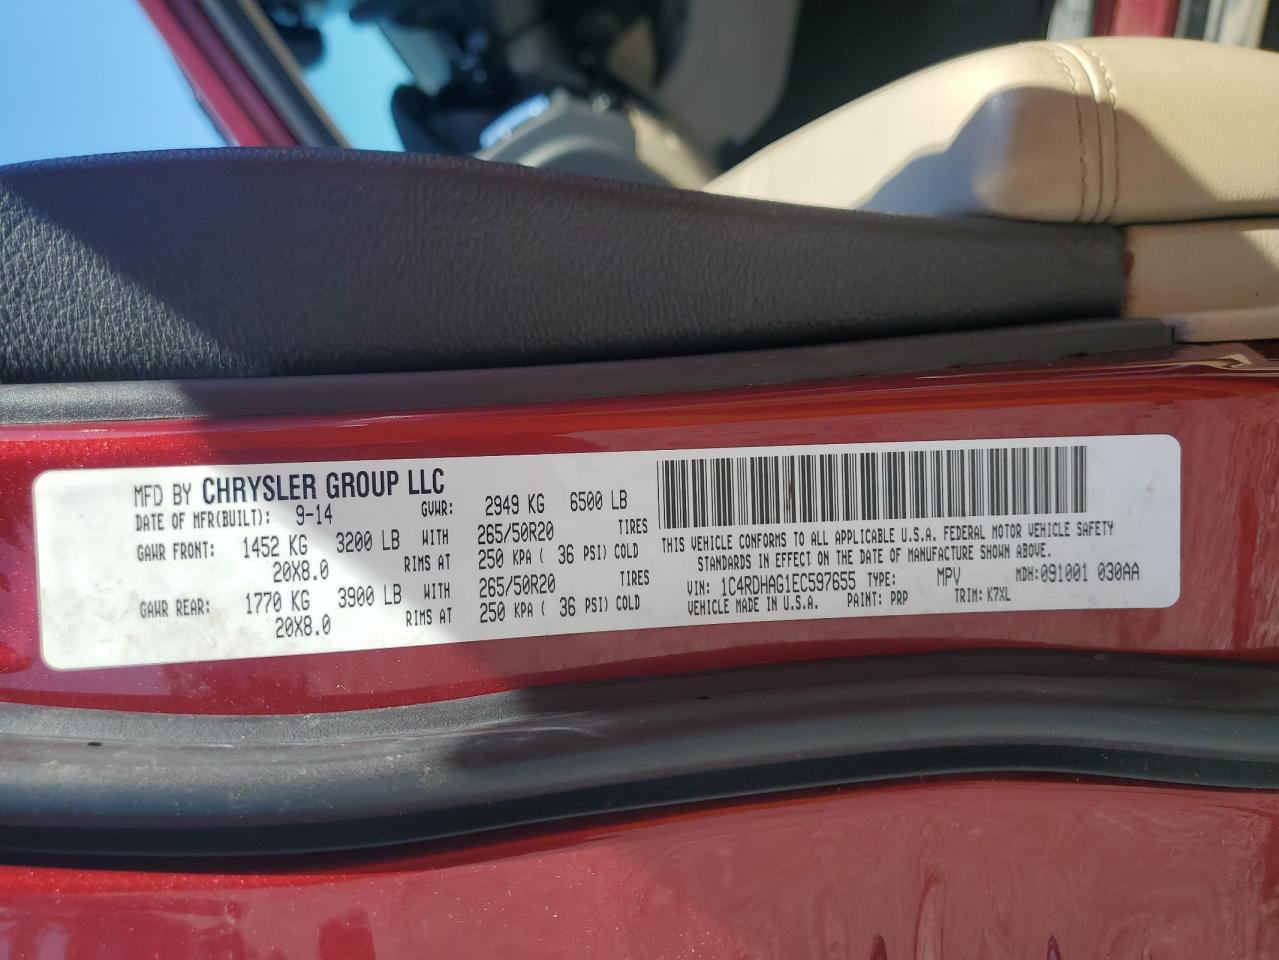 MFD BY CHRYSLER GROUP LLC
DATE OF MFR(BUILT): 9-14 GVWR: 2949 KG 6500 LB
GAWR FRONT: 1452 KG 3200 LB WITH 265/50R20 TIRES
20X8.0 RIMS AT 250 KPA ( 36 PSI) COLD
GAWR REAR: 1770 KG 3900 LB WITH 265/50R20 TIRES
20X8.0 RIMS AT 250 KPA ( 36 PSI) COLD
THIS VEHICLE CONFORMS TO ALL APPLICABLE U.S.A. FEDERAL MOTOR VEHICLE SAFETY
STANDARDS IN EFFECT ON THE DATE OF MANUFACTURE SHOWN ABOVE.
VIN: 1C4RDHAG1EC597655 TYPE: MPV MDH:091001 030AA
VEHICLE MADE IN U.S.A. PAINT: PRP TRIM: K7XL